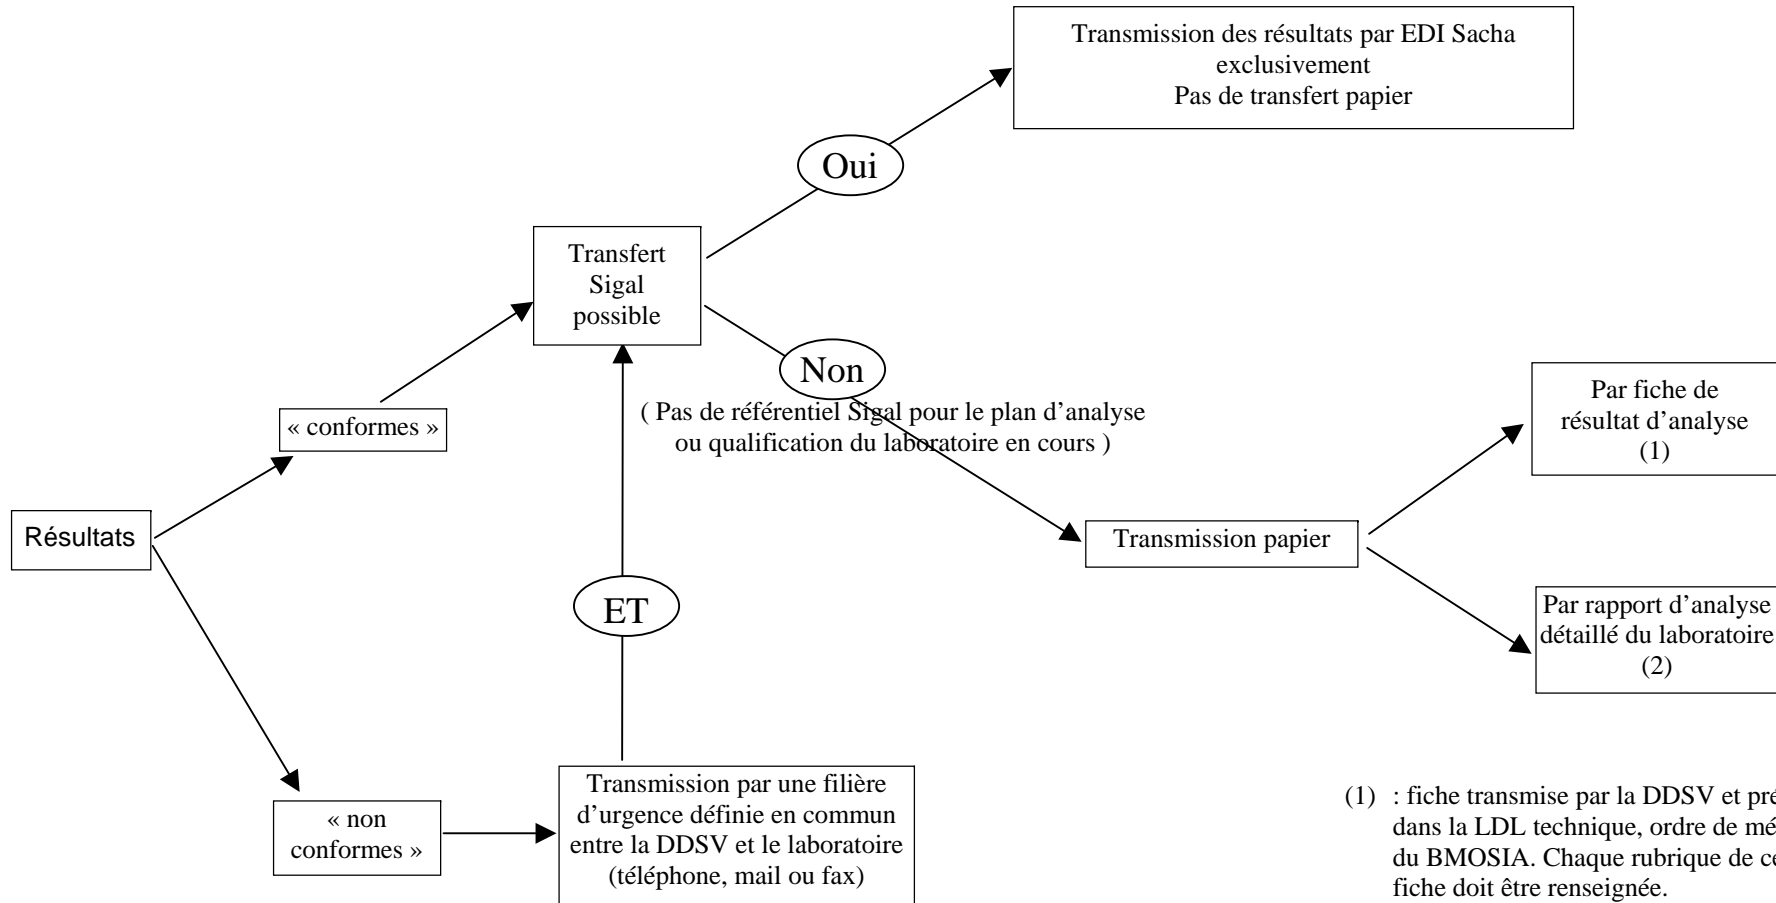 Transmission des résultats par EDI Sacha
exclusivement
Pas de transfert papier
Oui
Transfert
Sigal
possible
Non
( Pas de référentiel Sigal pour le plan d’analyse
ou qualification du laboratoire en cours )
Par fiche de
résultat d’analyse
(1)
« conformes »
Résultats
Transmission papier
ET
Par rapport d’analyse
détaillé du laboratoire
(2)
« non
conformes »
Transmission par une filière
d’urgence définie en commun
entre la DDSV et le laboratoire
(téléphone, mail ou fax)
(1) : fiche transmise par la DDSV et
dans la LDL technique, ordre de
du BMOSIA. Chaque rubrique de
fiche doit être renseignée.